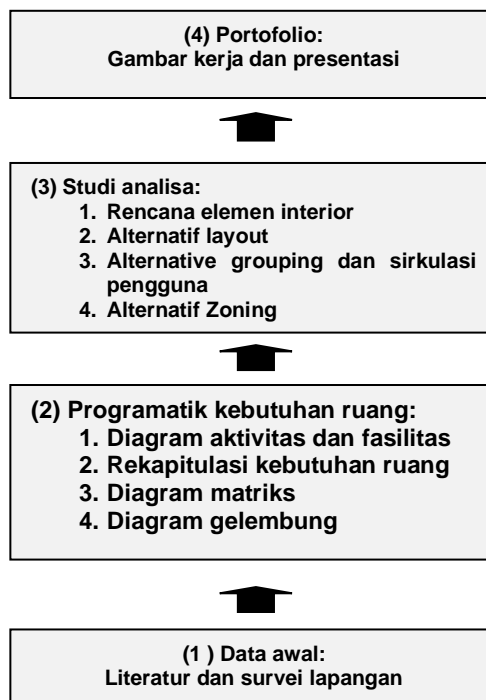 (4) Portofolio:
Gambar kerja dan presentasi
(3) Studi analisa:
1. Rencana elemen interior
2. Alternatif layout
3. Alternative grouping dan sirkulasi
pengguna
4. Alternatif Zoning
(2) Programatik kebutuhan ruang:
1. Diagram aktivitas dan fasilitas
2. Rekapitulasi kebutuhan ruang
3. Diagram matriks
4. Diagram gelembung
(1 ) Data awal:
Literatur dan survei lapangan